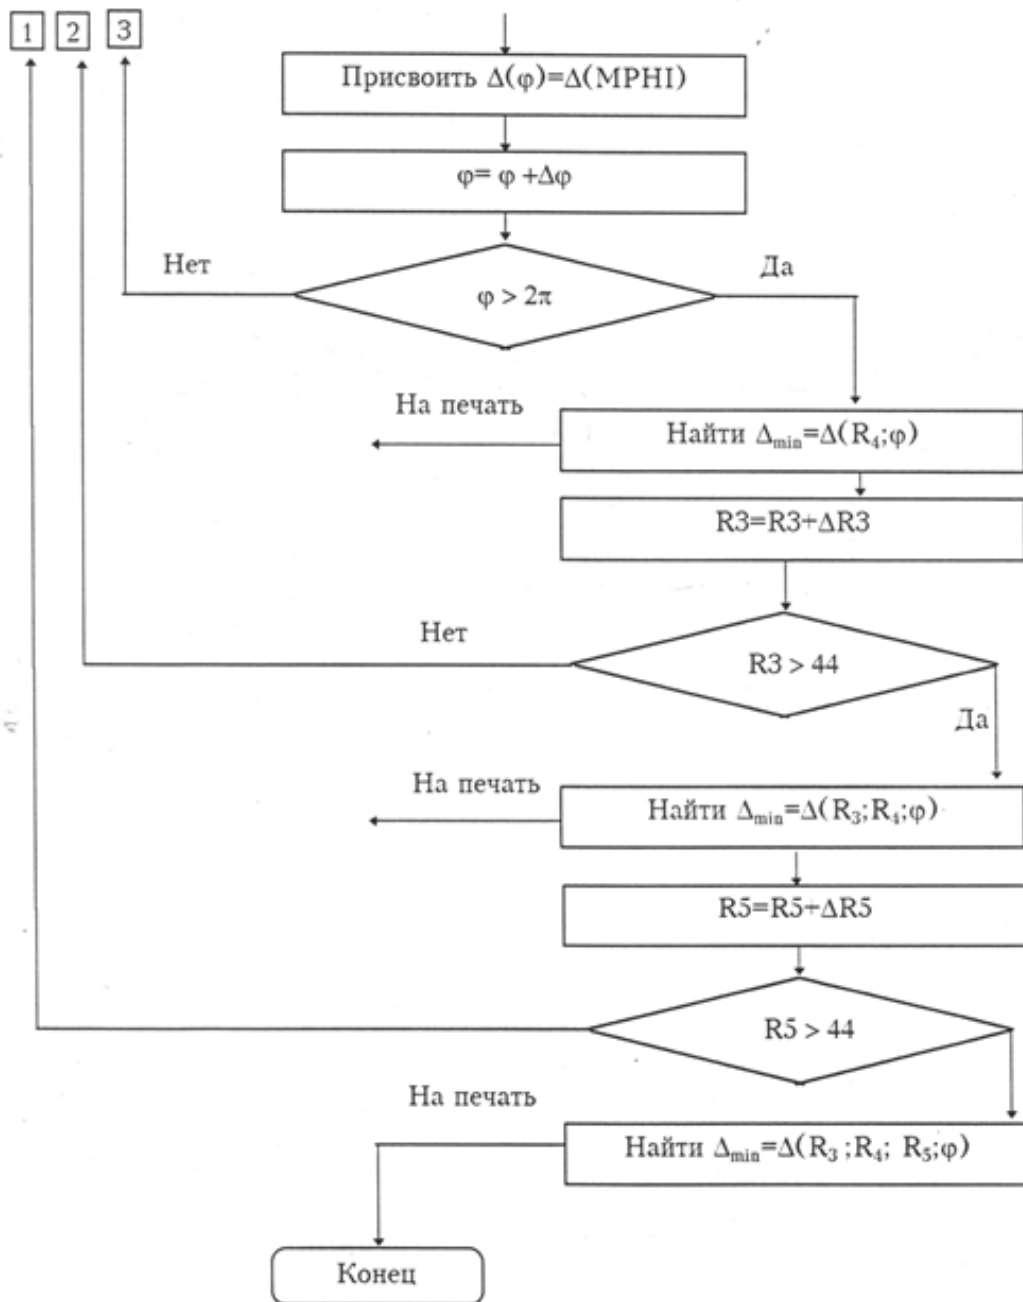 1 2 3
Присвоить Δ(φ)=Δ(MPHI)
φ= φ +Δφ
Нет
Да
φ > 2π
На печать
Найти Δmin=Δ(R4;φ)
R3=R3+ΔR3
Нет
R3 > 44
Да
На печать
Найти Δmin=Δ(R3;R4;φ)
R5=R5+ΔR5
R5 > 44
На печать
Найти Δmin=Δ(R3 ;R4; R5;φ)
Конец